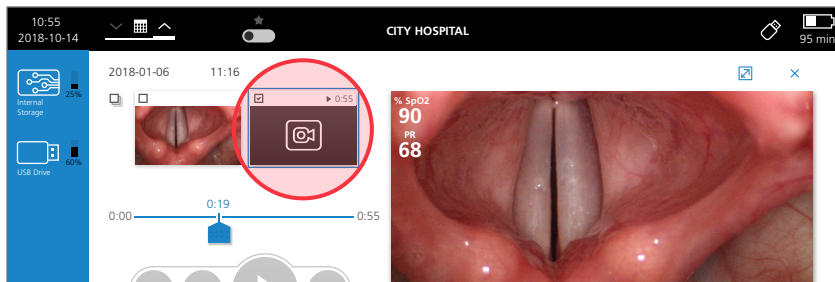 10:55
2018-10-14
CITY HOSPITAL
95 min
Internal
Storage
25%
USB Drive
60%
2018-01-06 11:16
0:55
0:19
0:00
0:55
% SpO2
90
PR
68